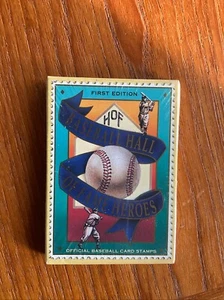 FIRST EDITION
HOF
BASEBALL HALL
OF FAME HEROES
OFFICIAL BASEBALL CARD STAMPS